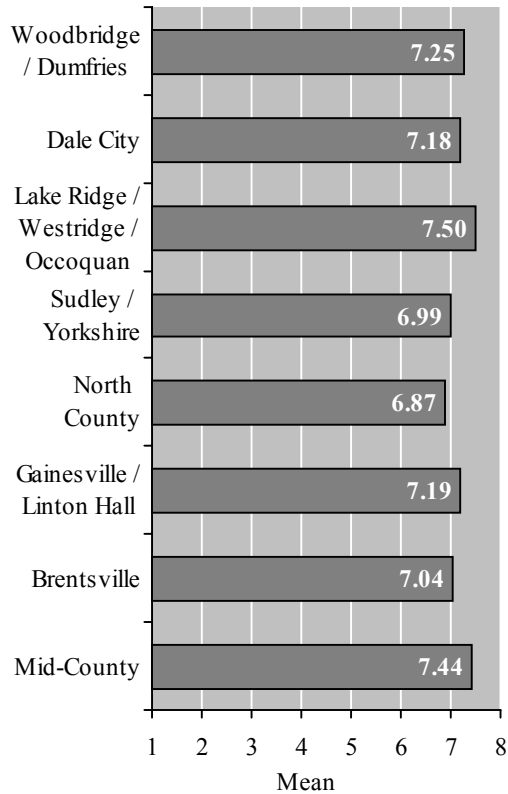 Woodbridge
/ Dumfries
7.25
Dale City
7.18
Lake Ridge /
Westridge /
Occoquan
7.50
Sudley /
Yorkshire
6.99
North
County
6.87
Gainesville /
Linton Hall
7.19
Brentsville
7.04
Mid-County
7.44
1 2 3 4 5 6 7 8
Mean